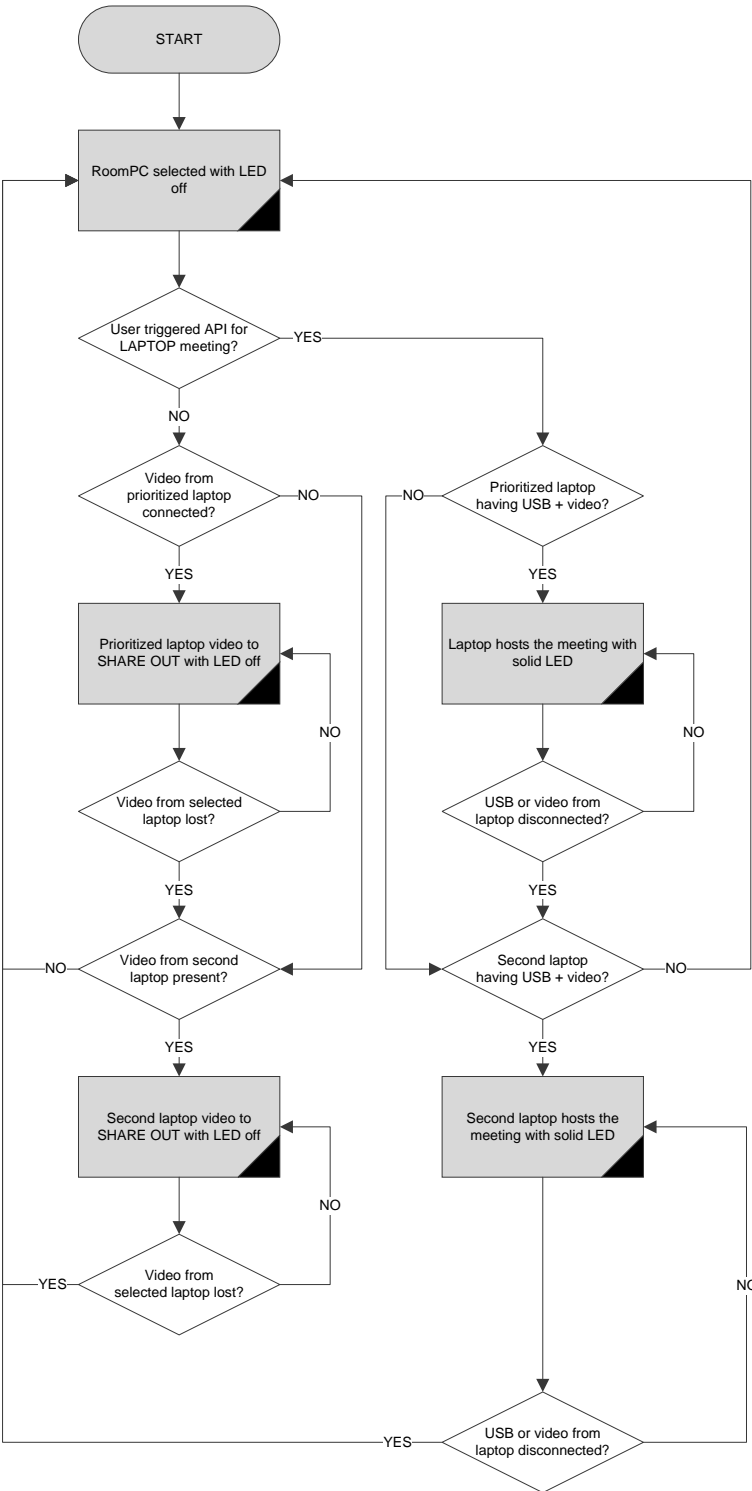 START
RoomPC selected with LED
off
User triggered API for
LAPTOP meeting?
YES
NO
Video from
prioritized laptop
connected?
NO
NO
Prioritized laptop
having USB + video?
YES
YES
Prioritized laptop video to
SHARE OUT with LED off
Laptop hosts the meeting with
solid LED
NO
NO
Video from selected
laptop lost?
USB or video from
laptop disconnected?
YES
YES
NO
Video from second
laptop present?
Second laptop
having USB + video?
NO
YES
YES
Second laptop video to
SHARE OUT with LED off
Second laptop hosts the
meeting with solid LED
NO
YES
Video from
selected laptop lost?
NO
YES
USB or video from
laptop disconnected?